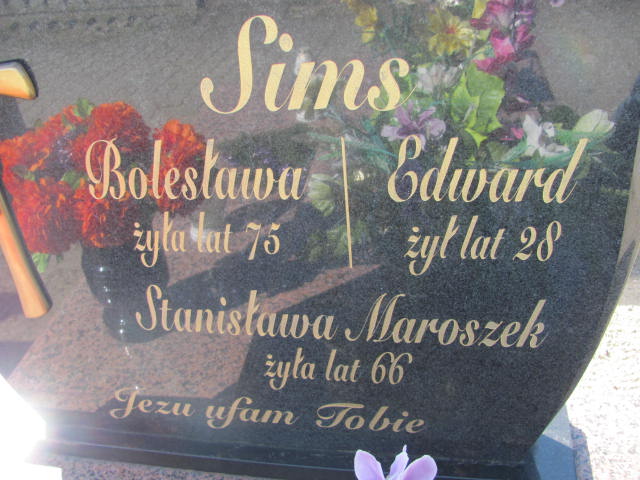 Sims
Bolesława
żyła lat 75
Edward
żył lat 28
Stanisława Maroszek
żyła lat 66
Jezu ufam Tobie